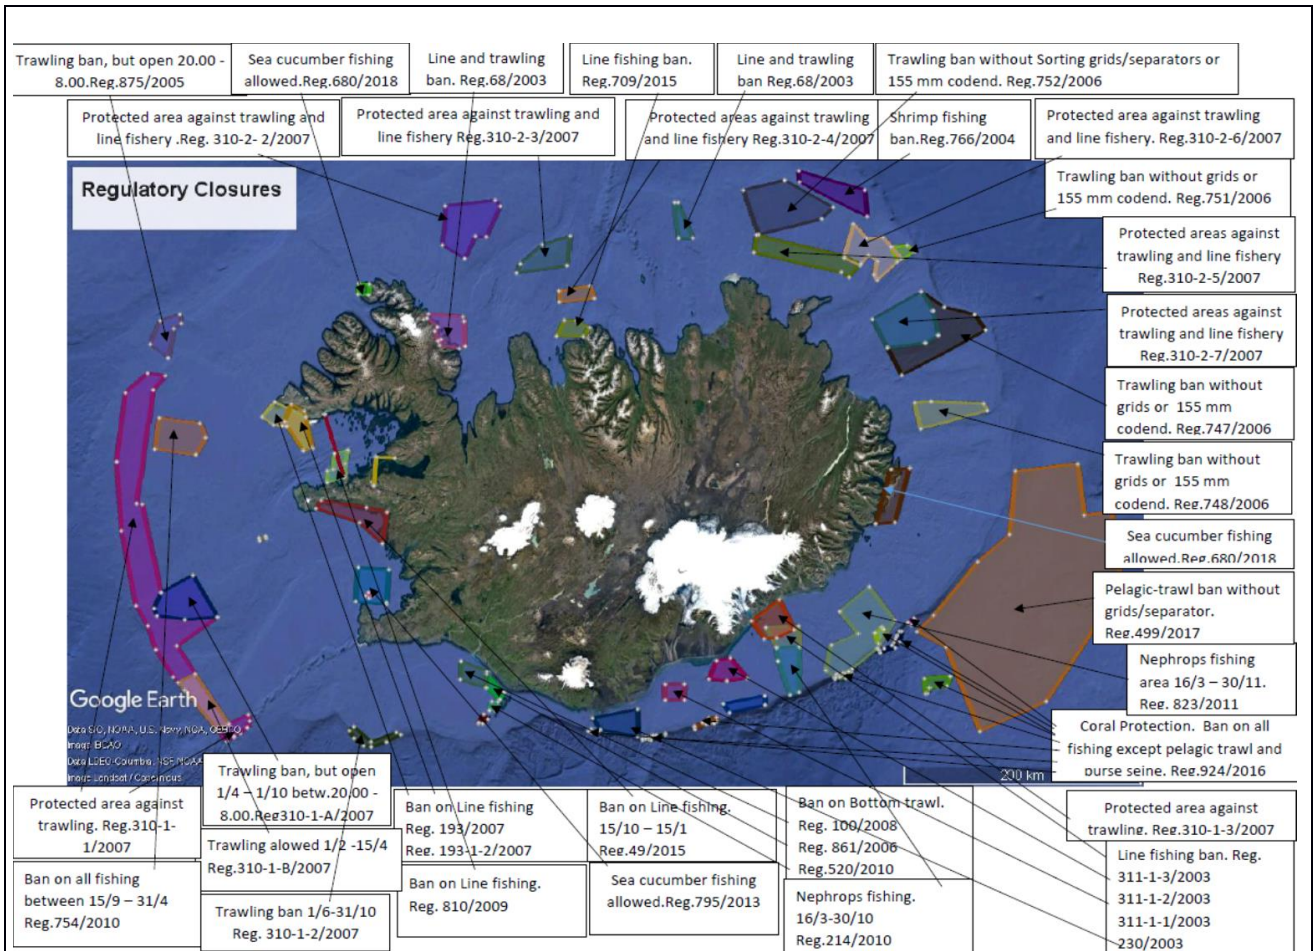 Trawling ban, but open 20.00 -
8.00.Reg.875/2005
Sea cucumber fishing
allowed.Reg.680/2018
Line and trawling
ban. Reg.68/2003
Line fishing ban.
Reg.709/2015
Line and trawling
ban Reg.68/2003
Trawling ban without Sorting grids/separators or
155 mm codend. Reg.752/2006
Protected area against trawling and
line fishery .Reg. 310-2- 2/2007
Protected area against trawling and
line fishery Reg.310-2-3/2007
Protected areas against trawling
and line fishery Reg.310-2-4/2007
Shrimp fishing
ban.Reg.766/2004
Protected area against trawling
and line fishery. Reg.310-2-6/2007
Regulatory Closures
Trawling ban without grids or
155 mm codend. Reg.751/2006
Protected areas against
trawling and line fishery
Reg.310-2-5/2007
Protected areas against
trawling and line fishery
Reg.310-2-7/2007
Trawling ban without
grids or 155 mm
codend. Reg.747/2006
Trawling ban without
grids or 155 mm
codend. Reg.748/2006
Sea cucumber fishing
allowed.Reg.680/2018
Pelagic-trawl ban without
grids/separator.
Reg.499/2017
Nephrops fishing
area 16/3 – 30/11.
Reg. 823/2011
Coral Protection. Ban on all
fishing except pelagic trawl and
purse seine. Reg.924/2016
Google Earth
Data SIO, NOAA, U.S. Navy, NGA, GEBCO
Image IBCAO
Data LDEO-Columbia, NSF, NOAA
Image Landsat / Copernicus
200 km
Protected area against
trawling. Reg.310-1-
1/2007
Trawling ban, but open
1/4 – 1/10 betw.20.00 -
8.00.Reg310-1-A/2007
Ban on Line fishing
Reg. 193/2007
Reg. 193-1-2/2007
Ban on Line fishing.
15/10 – 15/1
Reg.49/2015
Ban on Bottom trawl.
Reg. 100/2008
Reg. 861/2006
Reg.520/2010
Protected area against
trawling. Reg.310-1-3/2007
Trawling alowed 1/2 -15/4
Reg.310-1-B/2007
Ban on all fishing
between 15/9 – 31/4
Reg.754/2010
Ban on Line fishing.
Reg. 810/2009
Sea cucumber fishing
allowed.Reg.795/2013
Nephrops fishing.
16/3-30/10
Reg.214/2010
Line fishing ban. Reg.
311-1-3/2003
311-1-2/2003
311-1-1/2003
230/2003
Trawling ban 1/6-31/10
Reg. 310-1-2/2007